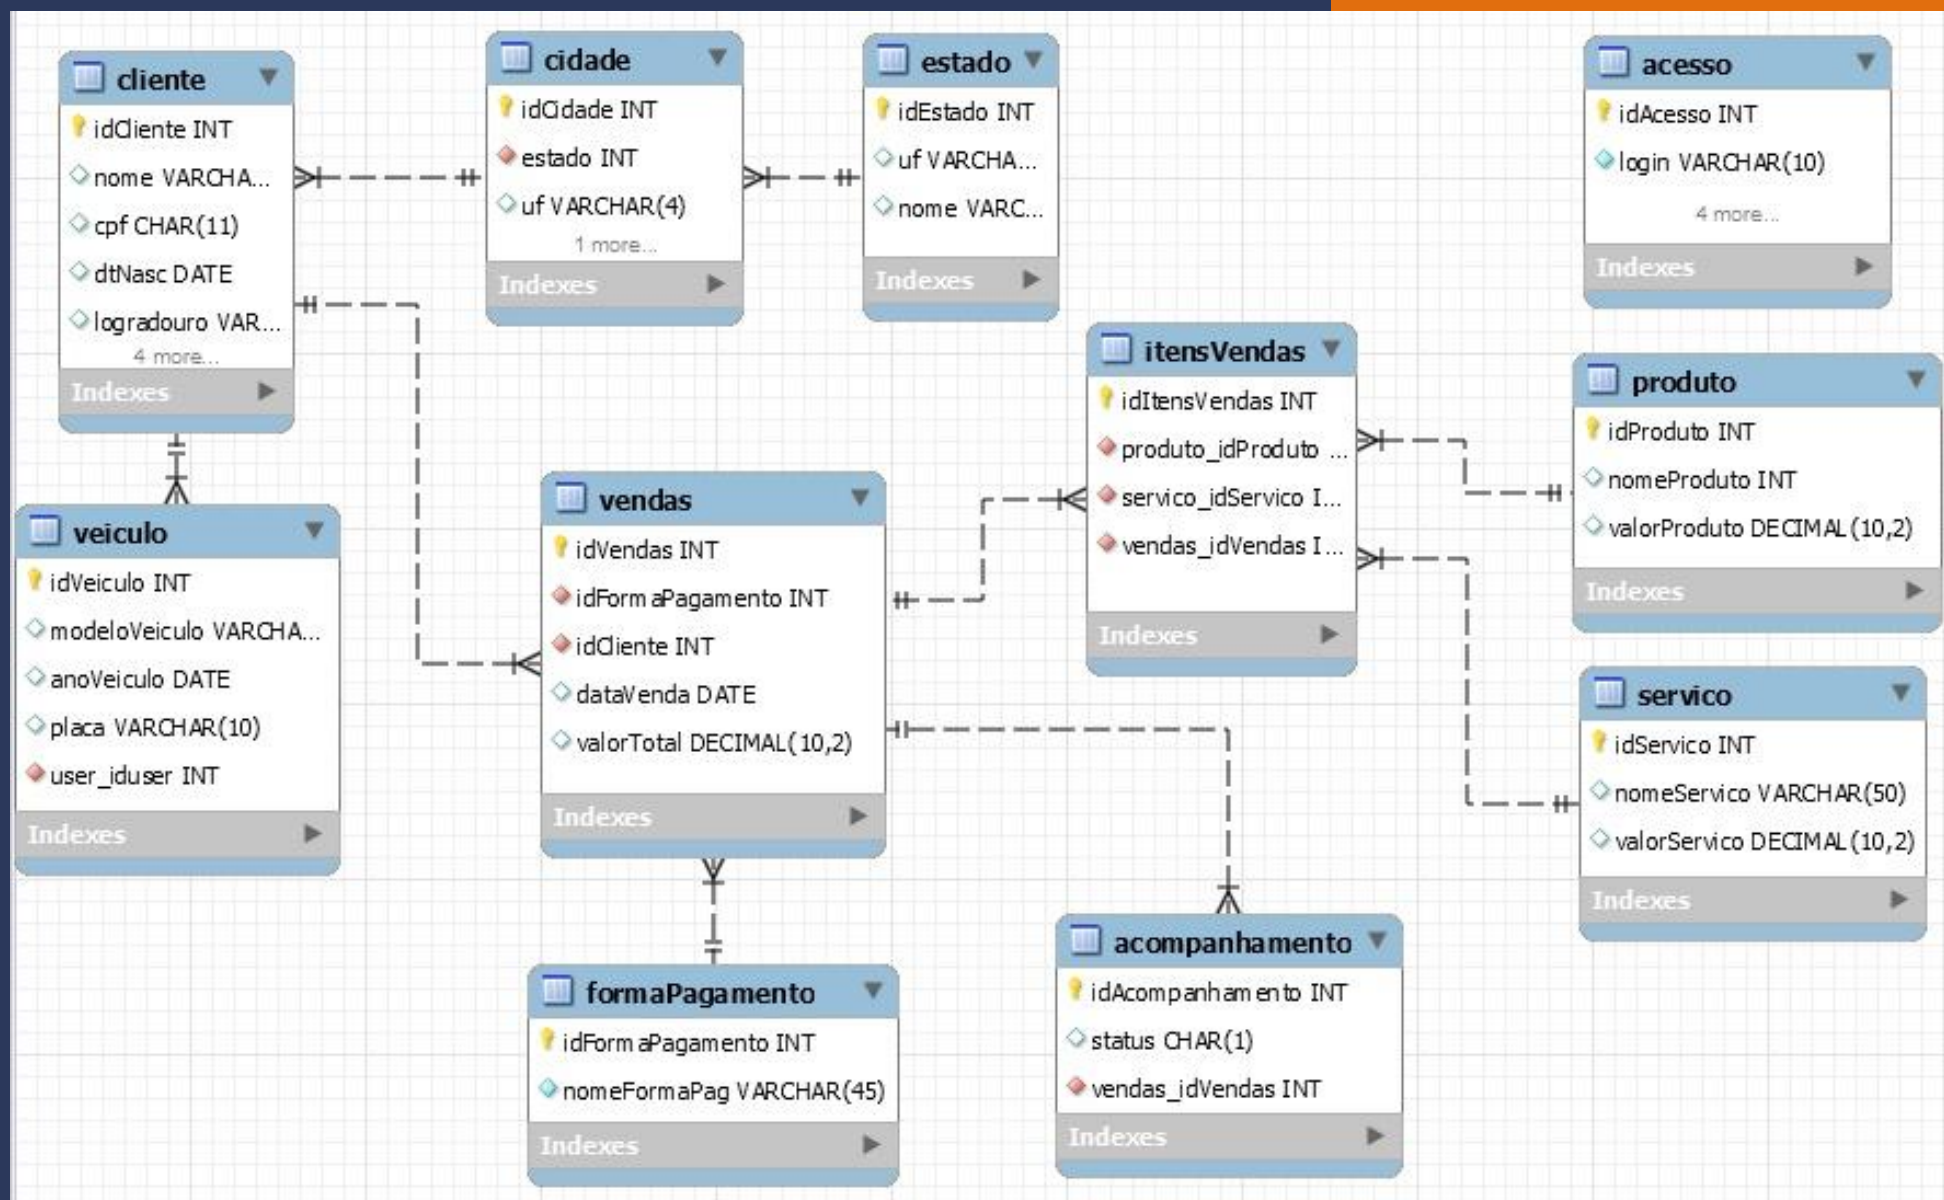 cliente
idCliente INT
nome VARCHA...
cpf CHAR(11)
dtNasc DATE
logradouro VAR...
4 more...
Indexes
cidade
idCidade INT
estado INT
uf VARCHAR(4)
1 more...
Indexes
estado
idEstado INT
uf VARCHA...
nome VARC...
Indexes
acesso
idAcesso INT
login VARCHAR(10)
4 more...
Indexes
itensVendas
idItensVendas INT
produto_idProduto ...
servico_idServico I...
vendas_idVendas I...
Indexes
produto
idProduto INT
nomeProduto INT
valorProduto DECIMAL(10,2)
Indexes
veiculo
idVeiculo INT
modeloVeiculo VARCHA...
anoVeiculo DATE
placa VARCHAR(10)
user_iduser INT
Indexes
vendas
idVendas INT
idFormaPagamento INT
idCliente INT
dataVenda DATE
valorTotal DECIMAL(10,2)
Indexes
servico
idServico INT
nomeServico VARCHAR(50)
valorServico DECIMAL(10,2)
Indexes
formaPagamento
idFormaPagamento INT
nomeFormaPag VARCHAR(45)
Indexes
acompanhamento
idAcompanhamento INT
status CHAR(1)
vendas_idVendas INT
Indexes